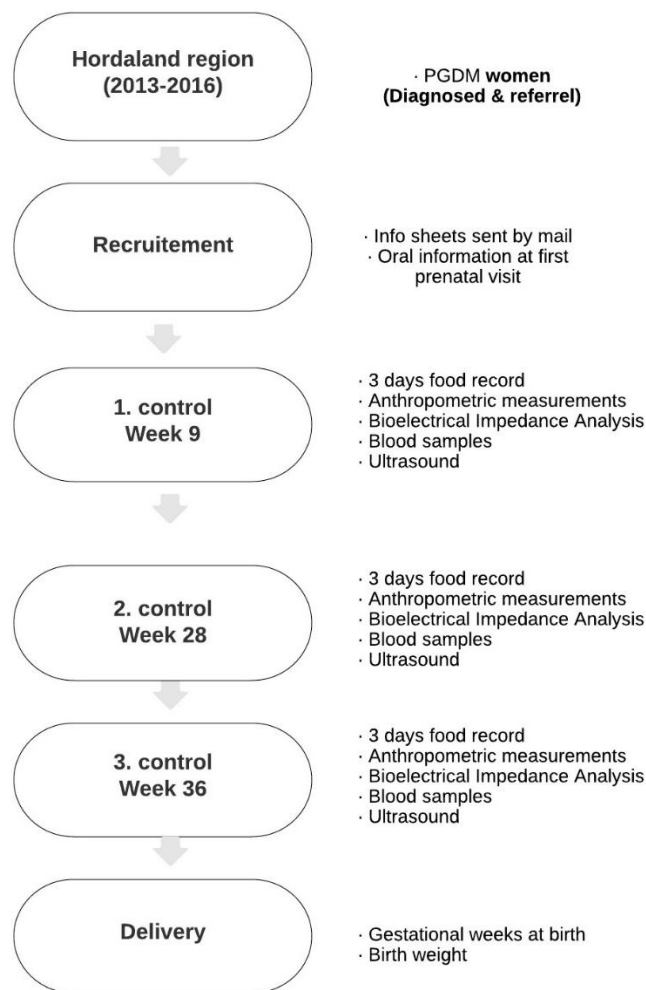 Hordaland region
(2013-2016)
· PGDM women
(Diagnosed & referrel)
Recruitement
· Info sheets sent by mail
· Oral information at first
prenatal visit
1. control
Week 9
· 3 days food record
· Anthropometric measurements
· Bioelectrical Impedance Analysis
· Blood samples
· Ultrasound
2. control
Week 28
· 3 days food record
· Anthropometric measurements
· Bioelectrical Impedance Analysis
· Blood samples
· Ultrasound
3. control
Week 36
· 3 days food record
· Anthropometric measurements
· Bioelectrical Impedance Analysis
· Blood samples
· Ultrasound
Delivery
· Gestational weeks at birth
· Birth weight